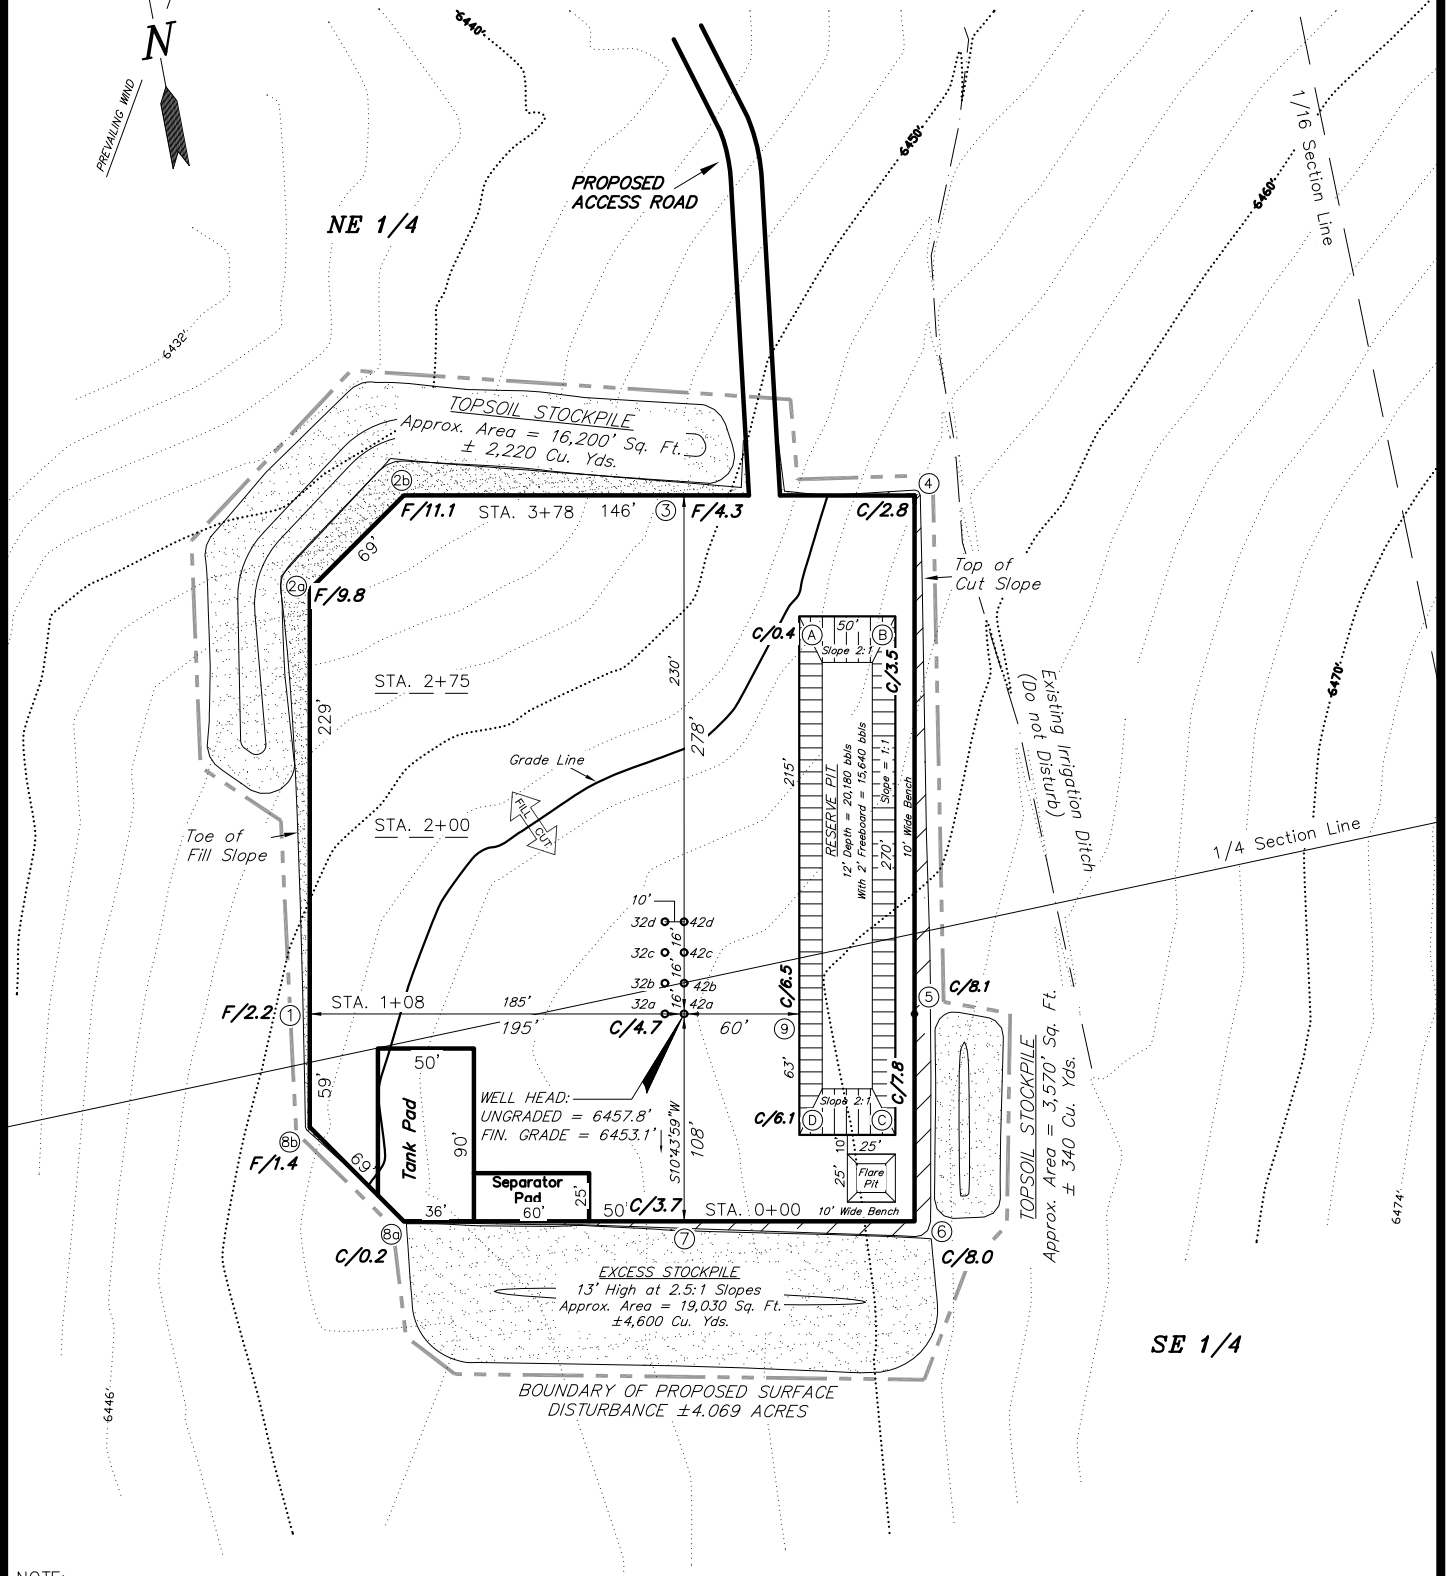 N
PREVAILING WIND
6440'
6450'
6460'
1/16 Section Line
PROPOSED
ACCESS ROAD
NE 1/4
6432'
TOPSOIL STOCKPILE
Approx. Area = 16,200' Sq. Ft.
± 2,220 Cu. Yds.
2b
F/11.1
STA. 3+78
146'
3
F/4.3
C/2.8
4
69'
2a
F/9.8
Top of
Cut Slope
C/0.4
A
50'
B
Slope 2:1
C/3.5
STA. 2+75
230'
229'
278'
6470'
Existing Irrigation Ditch
(Do not Disturb)
Grade Line
FILL
CUT
215'
RESERVE PIT
12' Depth = 20,180 bbls
With 2' Freeboard = 15,640 bbls
270'
Slope = 1:1
10' Wide Bench
STA. 2+00
Toe of
Fill Slope
1/4 Section Line
10'
32d
42d
16'
32c
42c
16'
32b
42b
16'
32a
42a
C/6.5
5
C/8.1
F/2.2
1
STA. 1+08
185'
195'
C/4.7
60'
9
63'
59'
50'
Tank Pad
90'
WELL HEAD:
UNGRADED = 6457.8'
FIN. GRADE = 6453.1'
S10°43'59"W
108'
C/7.8
Slope 2:1
C/6.1
D
C
TOPSOIL STOCKPILE
Approx. Area = 3,570' Sq. Ft.
± 340 Cu. Yds.
8b
F/1.4
69'
10'
25'
25'
Flare
Pit
Separator
Pad
25'
36'
60'
50'
C/3.7
STA. 0+00
10' Wide Bench
6474'
8a
C/0.2
7
6
C/8.0
EXCESS STOCKPILE
13' High at 2.5:1 Slopes
Approx. Area = 19,030 Sq. Ft.
±4,600 Cu. Yds.
SE 1/4
6446'
BOUNDARY OF PROPOSED SURFACE
DISTURBANCE ±4.069 ACRES
NOTE: